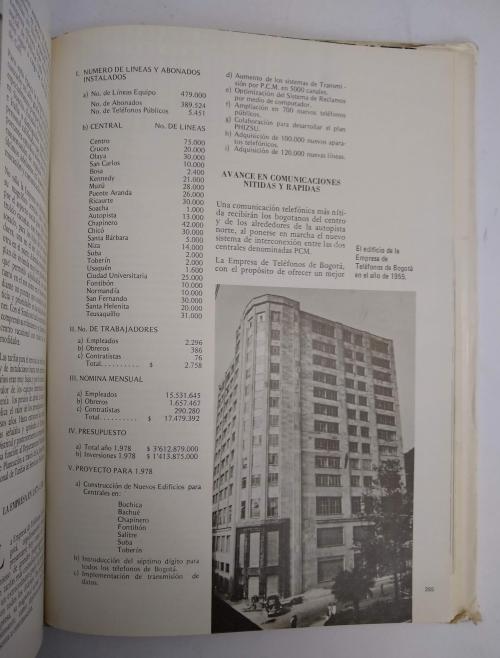 I. NUMERO DE LINEAS Y ABONADOS
INSTALADOS
a) No. de Líneas Equipo 479.000
No. de Abonados 389.524
No. de Teléfonos Públicos 5.451
b) CENTRAL No. DE LINEAS
Centro 75.000
Cruces 20.000
Olaya 30.000
San Carlos 10.000
Bosa 2.400
Kennedy 21.000
Muzú 28.000
Puente Aranda 26.000
Ricaurte 30.000
Soacha 1.000
Autopista 13.000
Chapinero 42.000
Chicó 30.000
Santa Bárbara 5.000
Niza 14.000
Suba 2.000
Toberín 2.000
Usaquén 1.600
Ciudad Universitaria 25.000
Fontibón 10.000
Normandía 10.000
San Fernando 30.000
Santa Helenita 20.000
Teusaquillo 31.000
II. No. DE TRABAJADORES
a) Empleados 2.296
b) Obreros 386
c) Contratistas 76
Total.......... $ 2.758
III. NOMINA MENSUAL
a) Empleados 15.531.645
b) Obreros 1.657.467
c) Contratistas 290.280
Total.......... $ 17.479.392
IV. PRESUPUESTO
a) Total año 1.978 $ 3'612.879.000
b) Inversiones 1.978 $ 1'413.875.000
V. PROYECTO PARA 1.978
a) Construcción de Nuevos Edificios para
Centrales en:
Bochica
Bachué
Chapinero
Fontibón
Salitre
Suba
Toberín
b) Introducción del séptimo dígito para
todos los téléfonos de Bogotá.
c) Implementación de transmisión de
datos.
d) Aumento de los sistemas de Transmi-
sión por P.C.M. en 5000 canales.
e) Optimización del Sistema de Reclamos
por medio de computador.
f) Ampliación en 700 nuevos teléfonos
públicos.
g) Colaboración para desarrollar el plan
PHIZSU.
h) Adquisición de 100.000 nuevos apara-
tos telefónicos.
i) Adquisición de 120.000 nuevas líneas.
AVANCE EN COMUNICACIONES
NITIDAS Y RAPIDAS
Una comunicación telefónica más níti-
da recibirán los bogotanos del centro
y de los alrededores de la autopista
norte, al ponerse en marcha el nuevo
sistema de interconexión entre las dos
centrales denominadas PCM.
La Empresa de Teléfonos de Bogotá,
con el propósito de ofrecer un mejor
El edificio de la
Empresa de
Teléfonos de Bogotá
en el año de 1955.